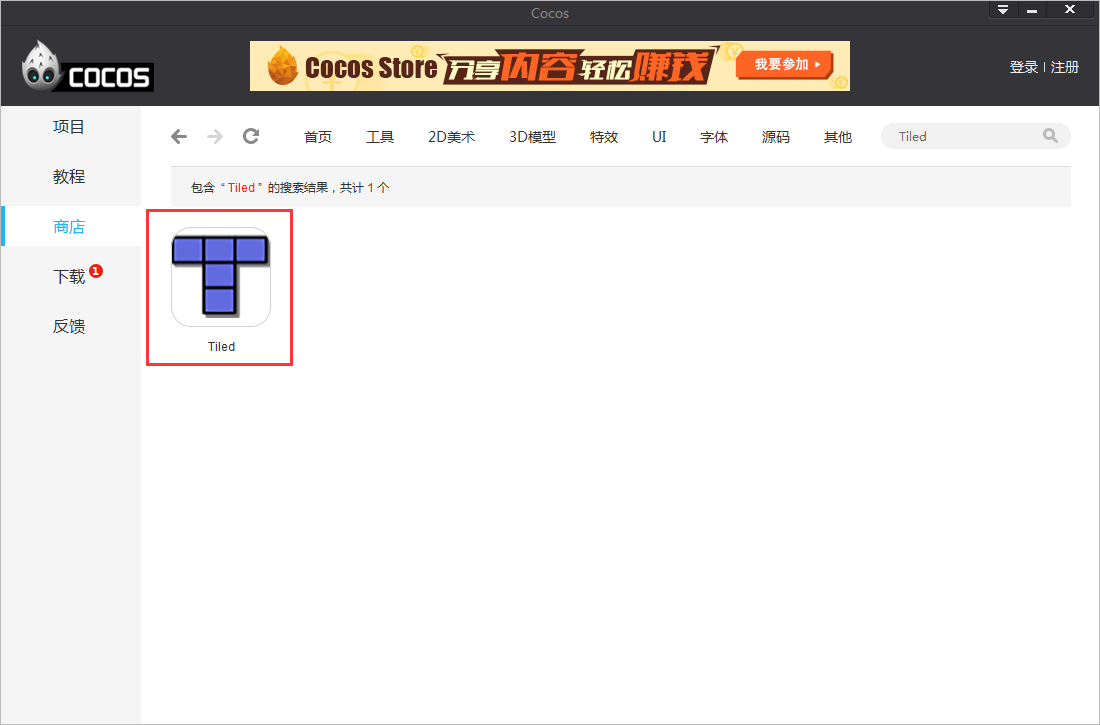 Cocos
COCOS
Cocos Store 分享内容轻松赚钱 我要参加
登录 | 注册
项目
教程
商店
下载 1
反馈
首页 工具 2D美术 3D模型 特效 UI 字体 源码 其他 Tiled
包含 “ Tiled ” 的搜索结果，共计 1 个
Tiled